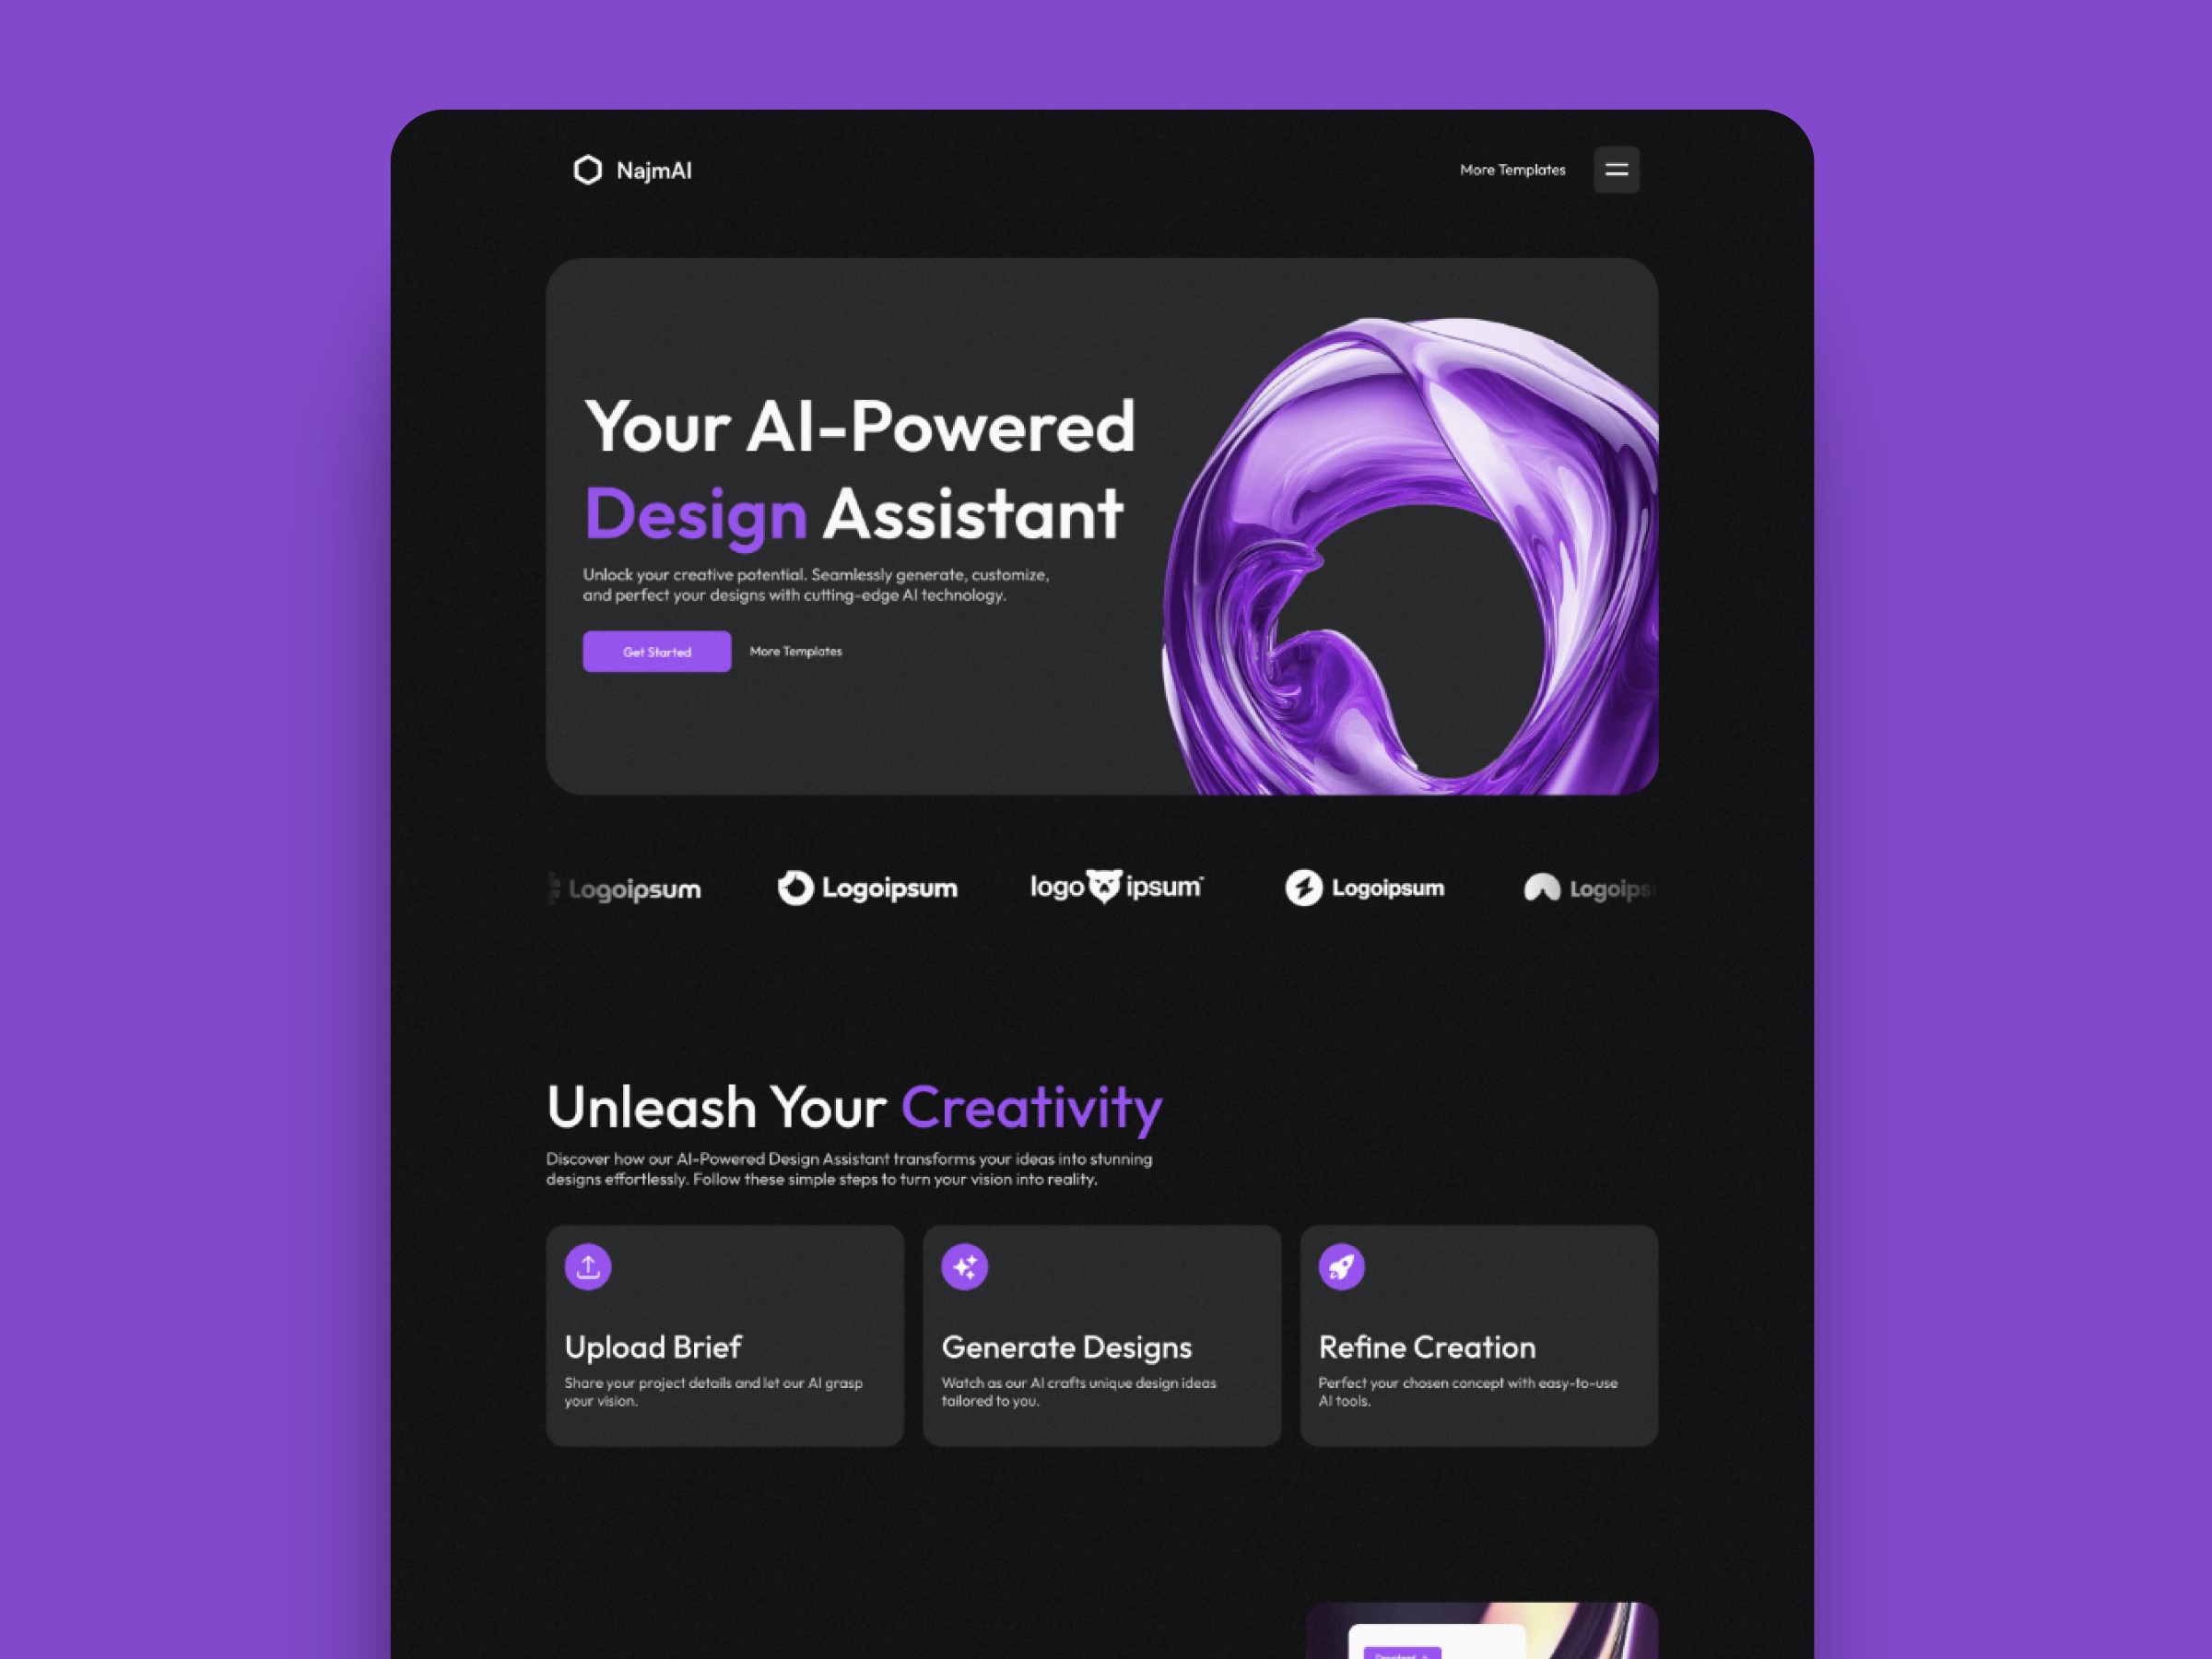 NajmAI
More Templates
Your AI-Powered
Design Assistant
Unlock your creative potential. Seamlessly generate, customize,
and perfect your designs with cutting-edge AI technology.
Get Started
More Templates
Logoipsum
Logoipsum
logo ipsum
Logoipsum
Logoips
Unleash Your Creativity
Discover how our AI-Powered Design Assistant transforms your ideas into stunning
designs effortlessly. Follow these simple steps to turn your vision into reality.
Upload Brief
Share your project details and let our AI grasp
your vision.
Generate Designs
Watch as our AI crafts unique design ideas
tailored to you.
Refine Creation
Perfect your chosen concept with easy-to-use
AI tools.